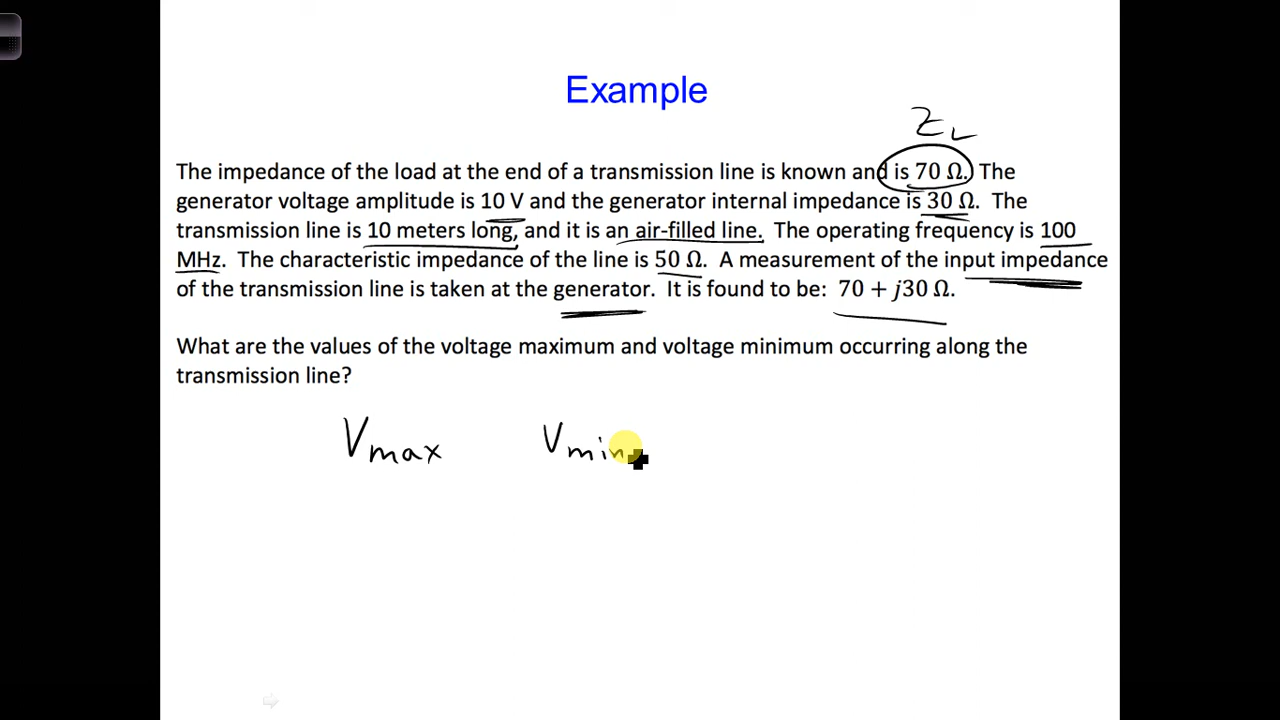 Example
Z_L
The impedance of the load at the end of a transmission line is known and is 70 Ω. The
generator voltage amplitude is 10 V and the generator internal impedance is 30 Ω. The
transmission line is 10 meters long, and it is an air-filled line. The operating frequency is 100
MHz. The characteristic impedance of the line is 50 Ω. A measurement of the input impedance
of the transmission line is taken at the generator. It is found to be: 70 + j30 Ω.
What are the values of the voltage maximum and voltage minimum occurring along the
transmission line?
Vmax Vmin